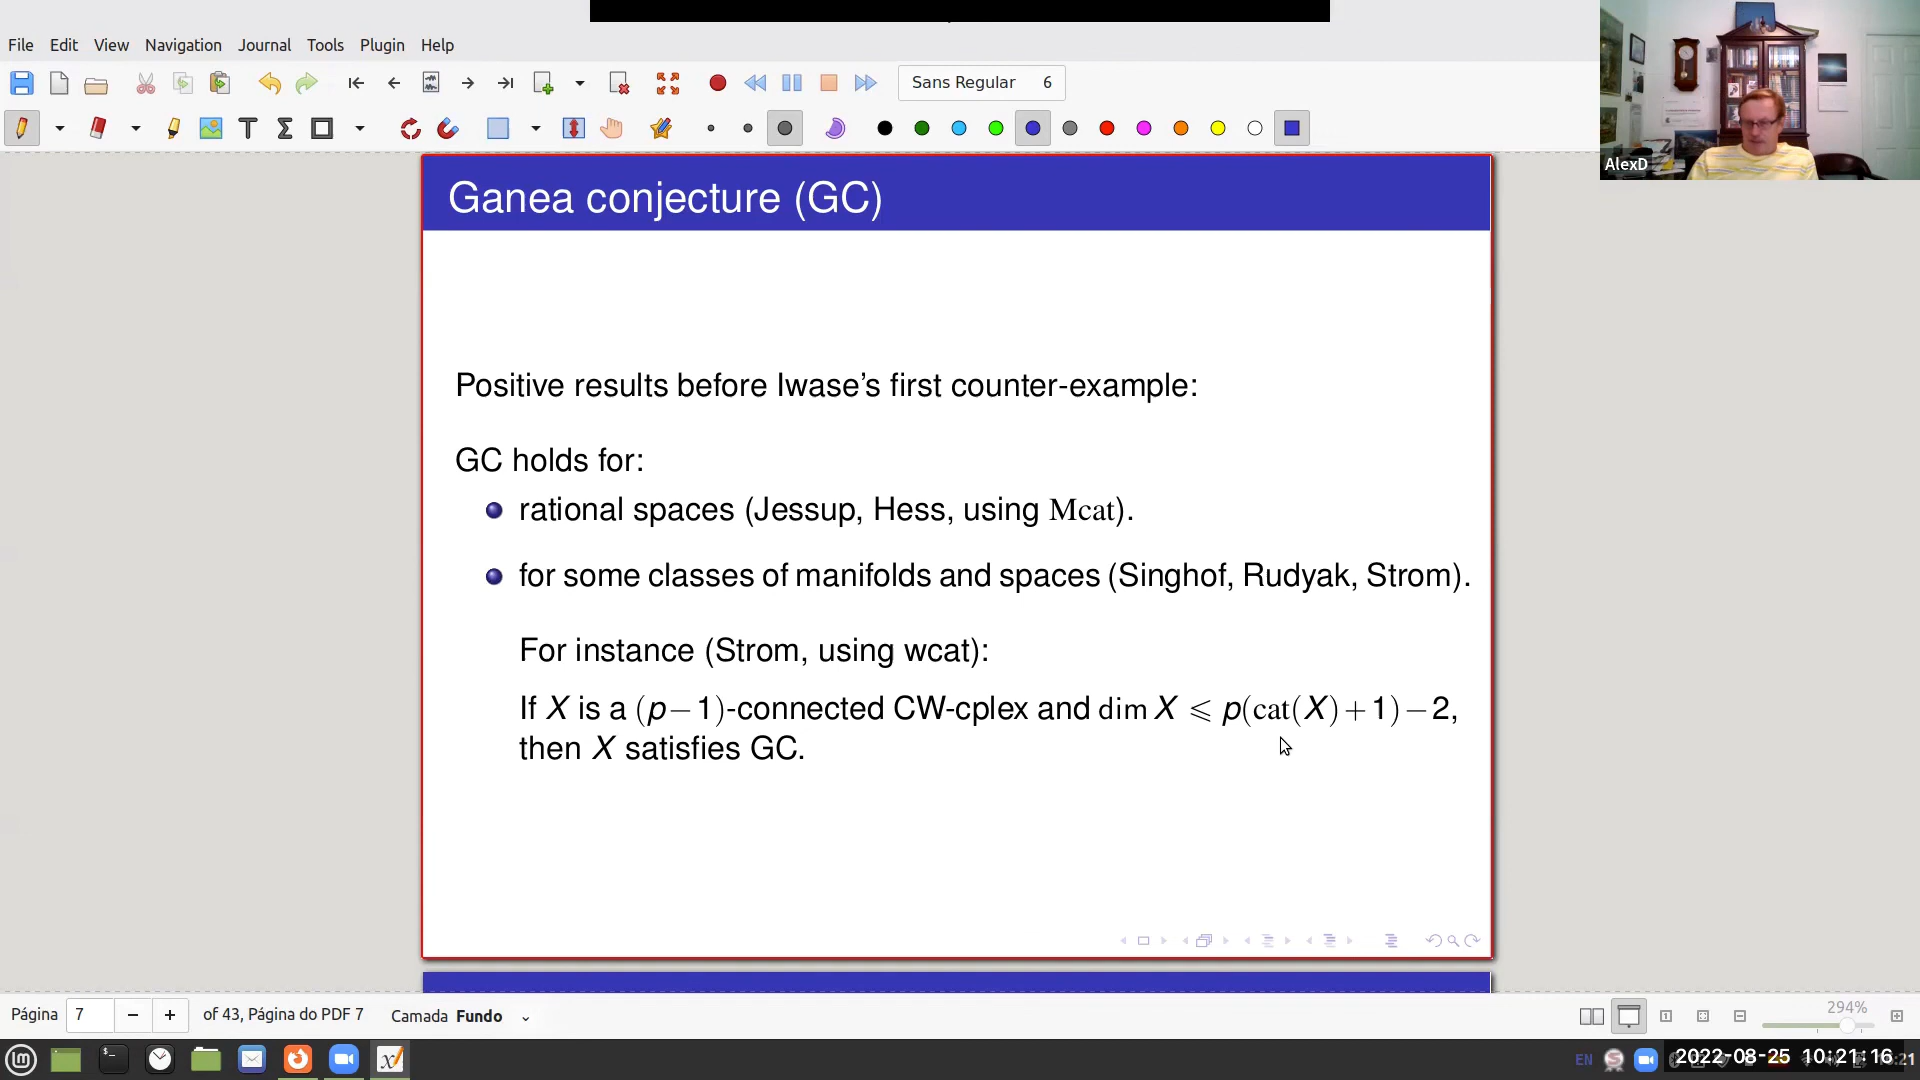 File Edit View Navigation Journal Tools Plugin Help
Sans Regular 6
AlexD
Ganea conjecture (GC)
Positive results before Iwase's first counter-example:
GC holds for:
rational spaces (Jessup, Hess, using Mcat).
for some classes of manifolds and spaces (Singhof, Rudyak, Strom).
For instance (Strom, using wcat):
If X is a (p−1)-connected CW-cplex and dim X ⩽ p(cat(X)+1)−2,
then X satisfies GC.
Página 7 of 43, Página do PDF 7 Camada Fundo 294%
EN 2022-08-25 10:21:16